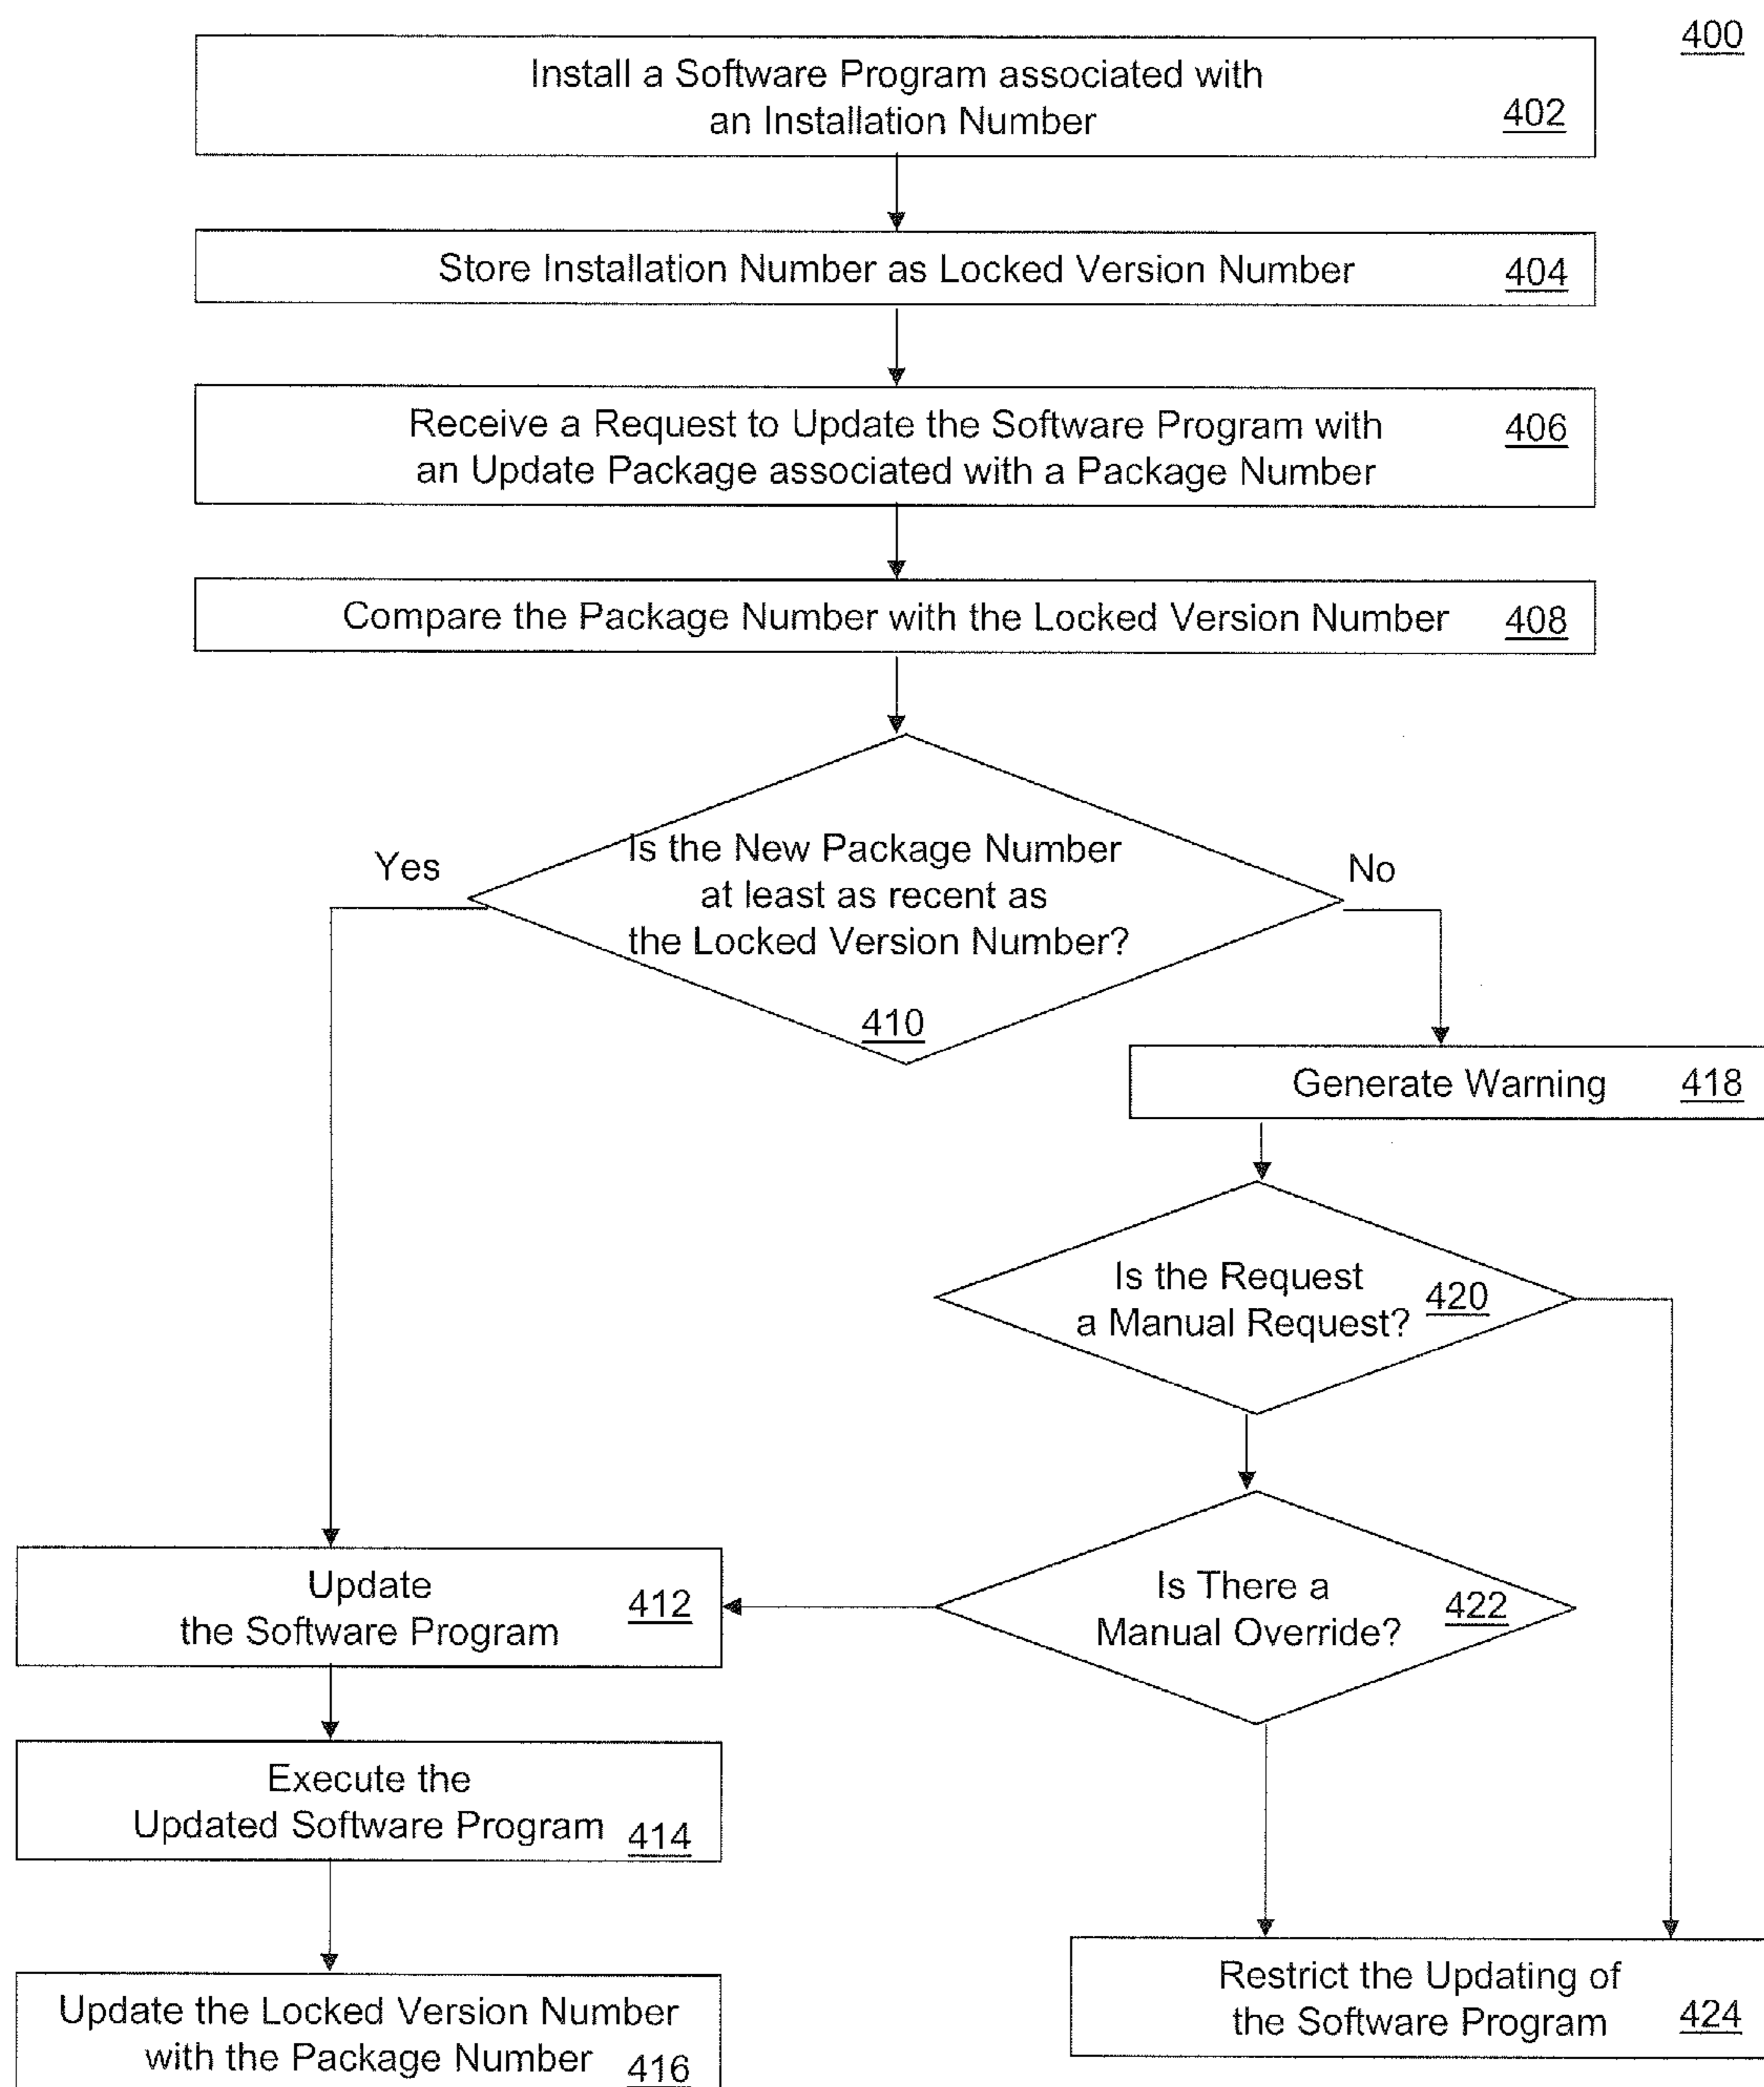 400
Install a Software Program associated with
an Installation Number
402
Store Installation Number as Locked Version Number
404
Receive a Request to Update the Software Program with
an Update Package associated with a Package Number
406
Compare the Package Number with the Locked Version Number
408
Is the New Package Number
at least as recent as
the Locked Version Number?
410
Yes
No
Generate Warning
418
Is the Request
a Manual Request?
420
Is There a
Manual Override?
422
Update
the Software Program
412
Execute the
Updated Software Program
414
Update the Locked Version Number
with the Package Number
416
Restrict the Updating of
the Software Program
424